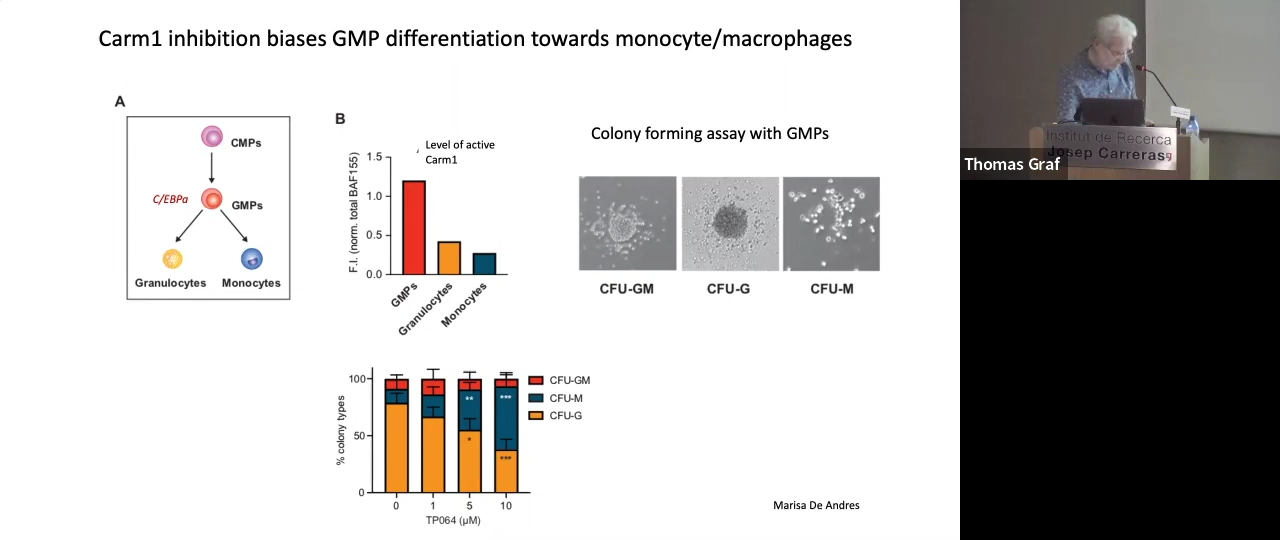 Carm1 inhibition biases GMP differentiation towards monocyte/macrophages
A
CMPs
C/EBPa
GMPs
Granulocytes
Monocytes
B
Level of active
Carm1
F.I. (norm. total BAF155)
1.5
1.0
0.5
0.0
GMPs
Granulocytes
Monocytes
Colony forming assay with GMPs
CFU-GM
CFU-G
CFU-M
% colony types
100
50
0
**
*
***
***
0
1
5
10
TP064 (µM)
CFU-GM
CFU-M
CFU-G
Marisa De Andres
Institut de Recerca
Josep Carreras
Thomas Graf